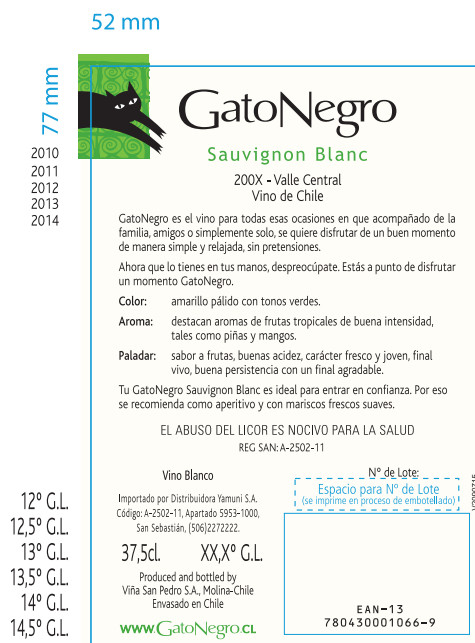 52 mm
77 mm
2010
2011
2012
2013
2014
GatoNegro
Sauvignon Blanc
200X - Valle Central
Vino de Chile
GatoNegro es el vino para todas esas ocasiones en que acompañado de la
familia, amigos o simplemente solo, se quiere disfrutar de un buen momento
de manera simple y relajada, sin pretensiones.
Ahora que lo tienes en tus manos, despreocúpate. Estás a punto de disfrutar
un momento GatoNegro.
Color: amarillo pálido con tonos verdes.
Aroma: destacan aromas de frutas tropicales de buena intensidad,
tales como piñas y mangos.
Paladar: sabor a frutas, buenas acidez, carácter fresco y joven, final
vivo, buena persistencia con un final agradable.
Tu GatoNegro Sauvignon Blanc es ideal para entrar en confianza. Por eso
se recomienda como aperitivo y con mariscos frescos suaves.
EL ABUSO DEL LICOR ES NOCIVO PARA LA SALUD
REG SAN: A-2502-11
Vino Blanco
Importado por Distribuidora Yamuni S.A.
Código: A-2502-11, Apartado 5953-1000,
San Sebastián, (506)2272222.
37,5cl. XX,Xº G.L.
Produced and bottled by
Viña San Pedro S.A., Molina-Chile
Envasado en Chile
www.GatoNegro.CL
Nº de Lote:
Espacio para Nº de Lote
(se imprime en proceso de embotellado)
EAN-13
780430001066-9
12º G.L.
12,5º G.L.
13º G.L.
13,5º G.L.
14º G.L.
14,5º G.L.